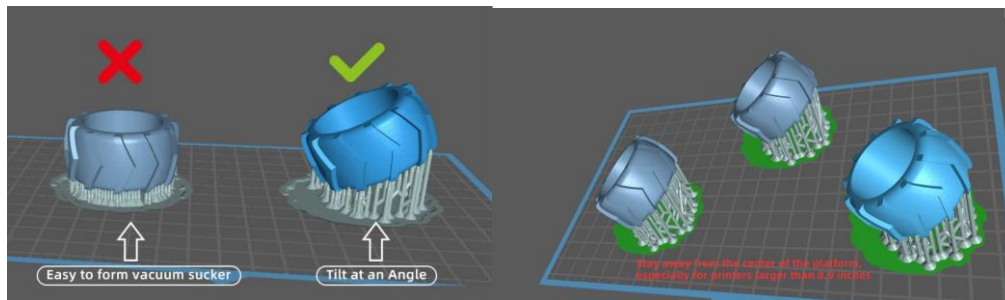 Easy to form vacuum sucker
Tilt at an Angle
Stay away from the center of the platform,
especially for printers larger than 8.9 inches